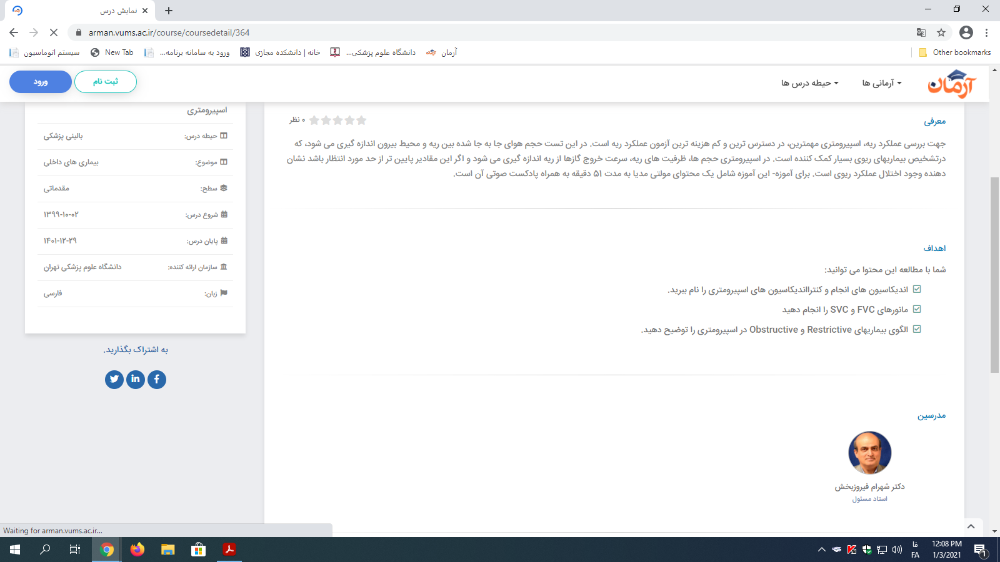 نمایش درس
arman.vums.ac.ir/course/coursedetail/364
سیستم اتوماسیون
New Tab
ورود به سامانه برنامه...
خانه | دانشکده مجازی
دانشگاه علوم پزشکی...
آرمان
Other bookmarks
آرمان
آرمانی ها
حیطه درس ها
ثبت نام
ورود
معرفی
۰ نظر
جهت بررسی عملکرد ریه، اسپیرومتری مهمترین، در دسترس ترین و کم هزینه ترین آزمون عملکرد ریه است. در این تست حجم هوای جا به جا شده بین ریه و محیط بیرون اندازه گیری می شود، که
درتشخیص بیماریهای ریوی بسیار کمک کننده است. در اسپیرومتری حجم ها، ظرفیت های ریه، سرعت خروج گازها از ریه اندازه گیری می شود و اگر این مقادیر پایین تر از حد مورد انتظار باشد نشان
دهنده وجود اختلال عملکرد ریوی است. برای آموزه- این آموزه شامل یک محتوای مولتی مدیا به مدت ۵۱ دقیقه به همراه پادکست صوتی آن است.
اهداف
شما با مطالعه این محتوا می توانید:
اندیکاسیون های انجام و کنترااندیکاسیون های اسپیرومتری را نام ببرید.
مانورهای FVC و SVC را انجام دهید
الگوی بیماریهای Restrictive و Obstructive در اسپیرومتری را توضیح دهید.
مدرسین
دکتر شهرام فیروزبخش
استاد مسئول
اسپیرومتری
حیطه درس: بالینی پزشکی
موضوع: بیماری های داخلی
سطح: مقدماتی
شروع درس: ۱۳۹۹-۱۰-۰۲
پایان درس: ۱۴۰۱-۱۲-۲۹
سازمان ارائه کننده: دانشگاه علوم پزشکی تهران
زبان: فارسی
به اشتراک بگذارید.
Waiting for arman.vums.ac.ir...
فا
FA
12:08 PM
1/3/2021
1